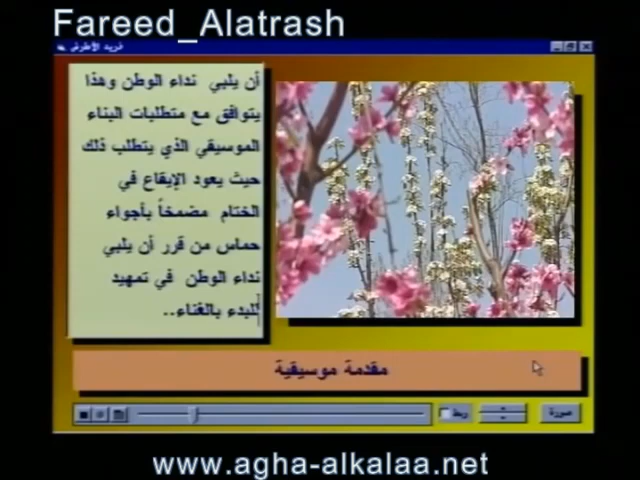 Fareed_Alatrash
فريد الأطرش
أن يلبي نداء الوطن وهذا
يتوافق مع متطلبات البناء
الموسيقي الذي يتطلب ذلك
حيث يعود الإيقاع في
الختام مضمخاً بأجواء
حماس من قرر أن يلبي
نداء الوطن في تمهيد
للبدء بالغناء..
مقدمة موسيقية
ربط
صورة
www.agha-alkalaa.net